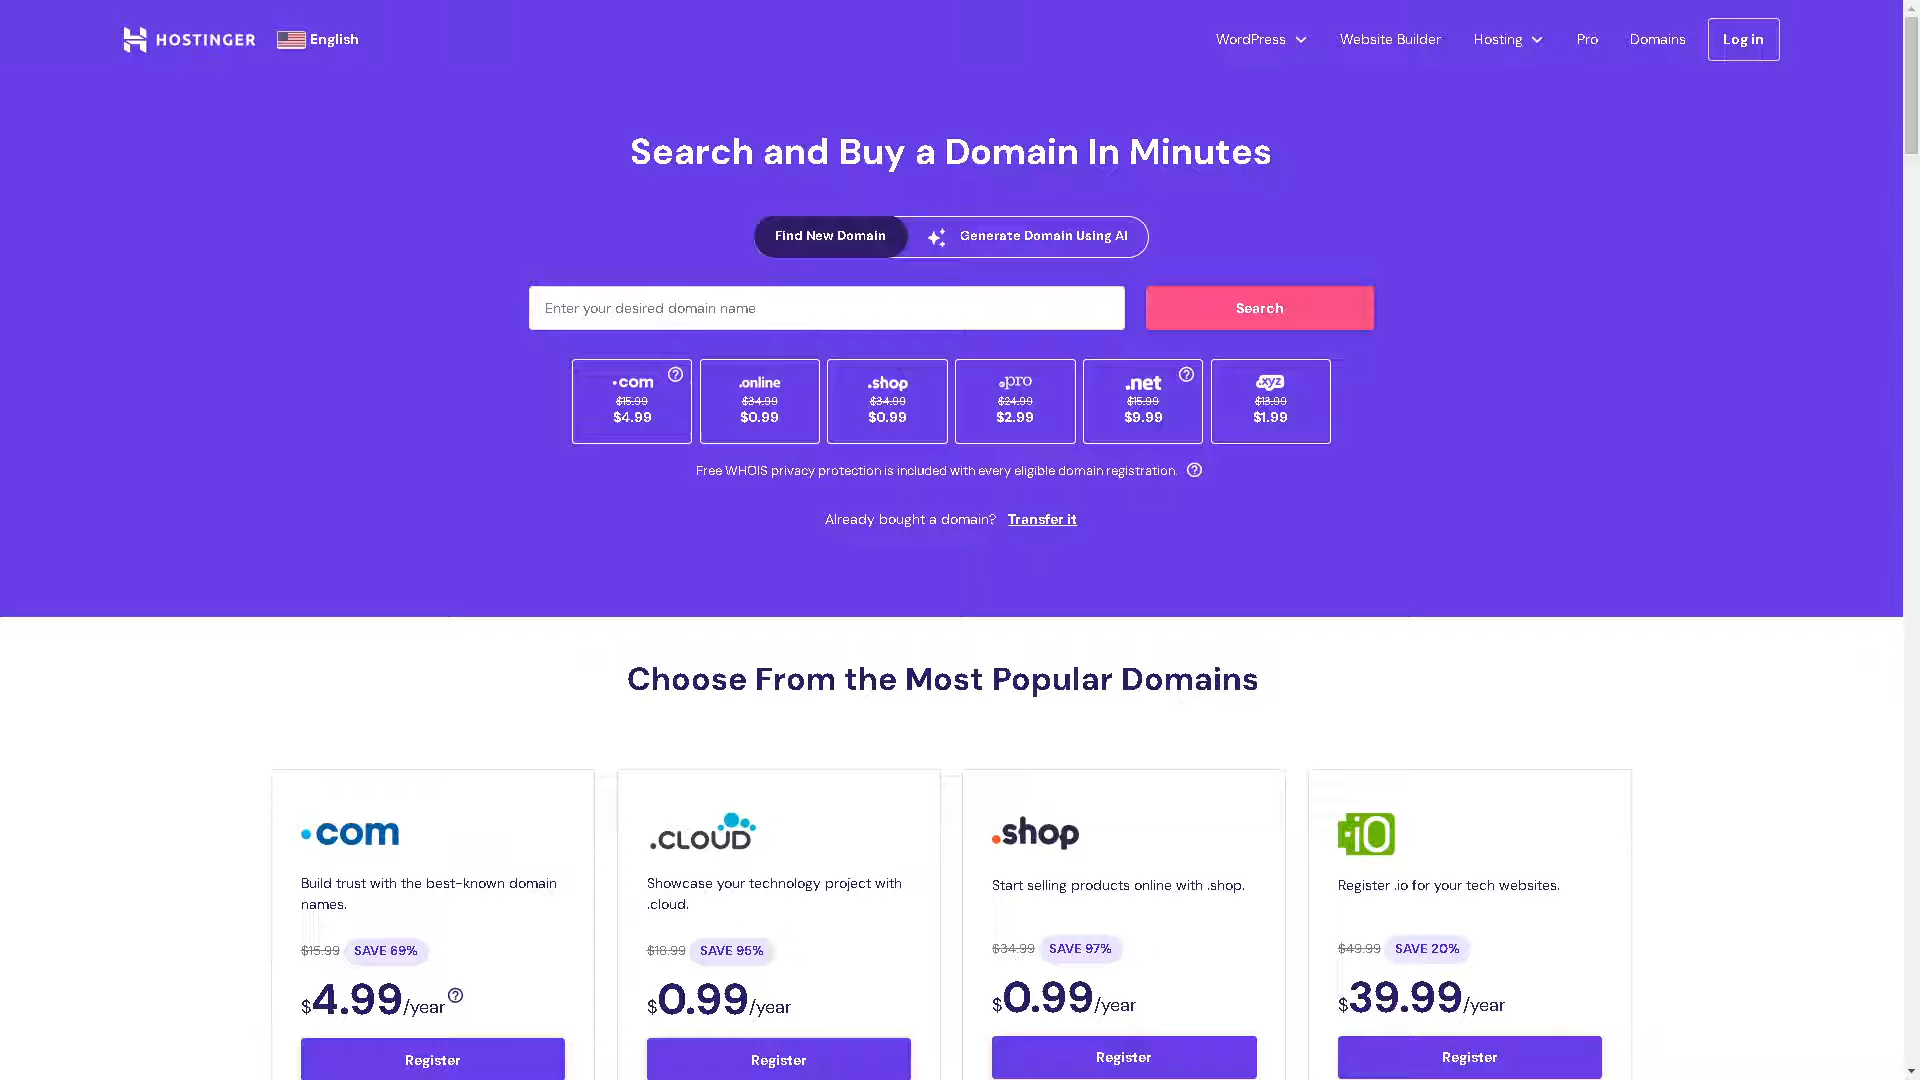 HOSTINGER English WordPress Website Builder Hosting Pro Domains Log in
Search and Buy a Domain In Minutes
Find New Domain Generate Domain Using AI
Enter your desired domain name Search
.com .online .shop .pro .net .xyz
$15.99 $34.99 $34.99 $24.99 $15.99 $13.99
$4.99 $0.99 $0.99 $2.99 $9.99 $1.99
Free WHOIS privacy protection is included with every eligible domain registration.
Already bought a domain? Transfer it
Choose From the Most Popular Domains
.com
Build trust with the best-known domain
names.
$15.99 SAVE 69%
$4.99/year
Register
.CLOUD
Showcase your technology project with
.cloud.
$18.99 SAVE 95%
$0.99/year
Register
.shop
Start selling products online with .shop.
$34.99 SAVE 97%
$0.99/year
Register
.iO
Register .io for your tech websites.
$49.99 SAVE 20%
$39.99/year
Register